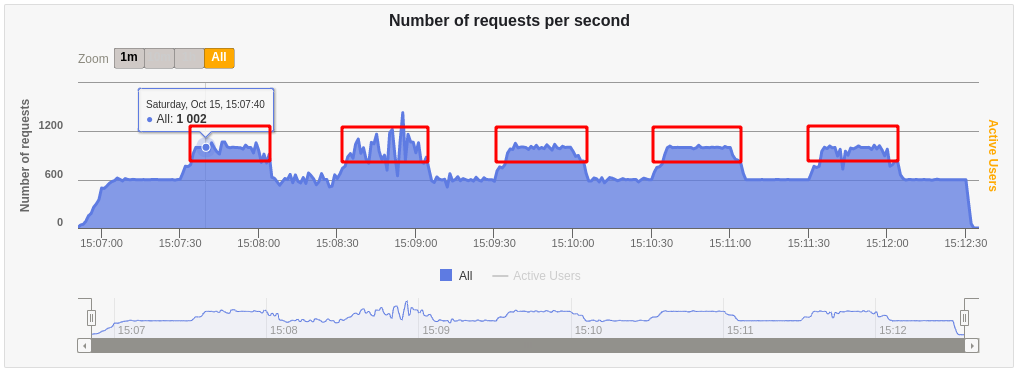 Number of requests per second
Zoom 1m All
Saturday, Oct 15, 15:07:40
● All: 1 002
Number of requests
1200
600
0
Active Users
15:07:00 15:07:30 15:08:00 15:08:30 15:09:00 15:09:30 15:10:00 15:10:30 15:11:00 15:11:30 15:12:00 15:12:30
All Active Users
15:07 15:08 15:09 15:10 15:11 15:12